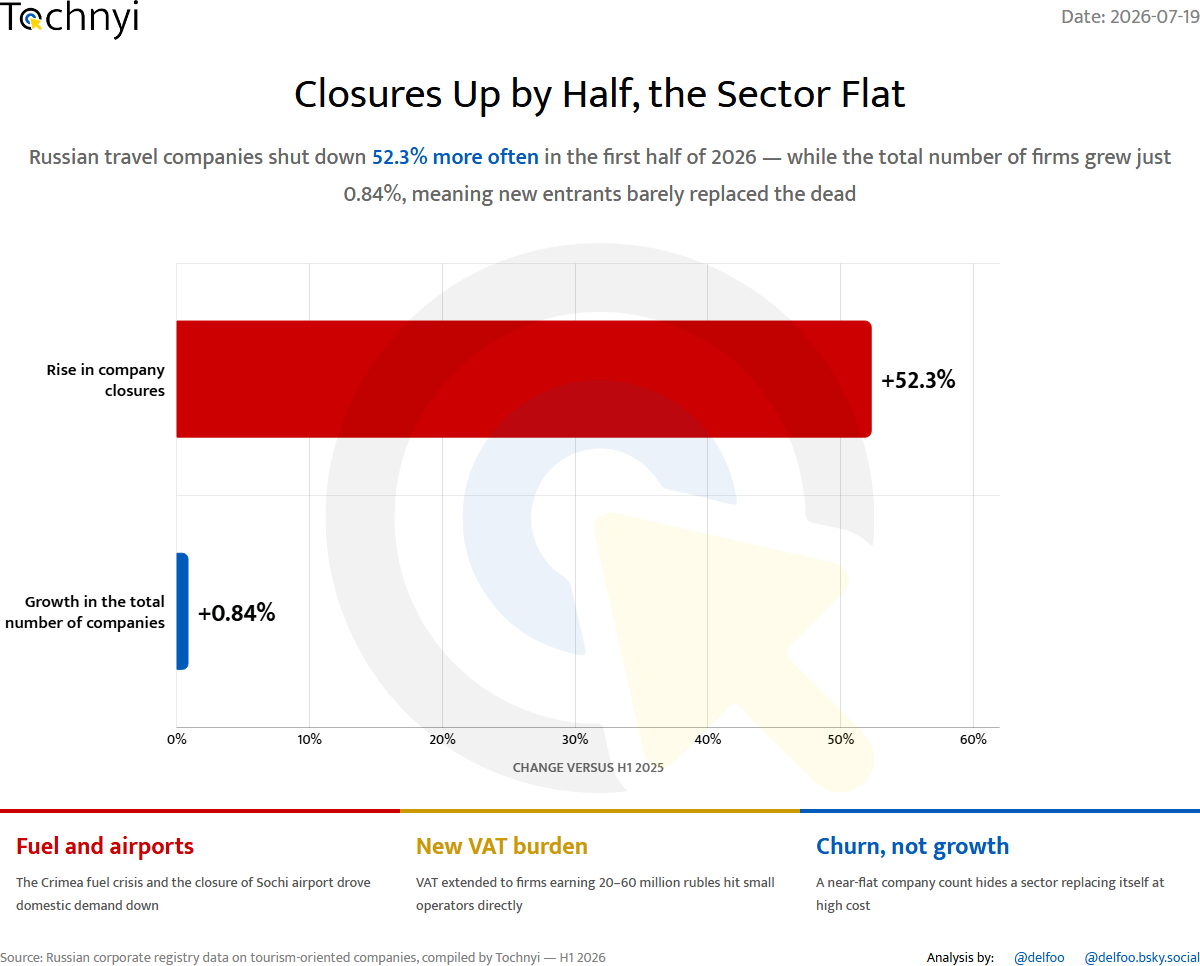 Tochnyi
Date: 2026-07-19
Closures Up by Half, the Sector Flat
Russian travel companies shut down 52.3% more often in the first half of 2026 — while the total number of firms grew just
0.84%, meaning new entrants barely replaced the dead
Rise in company
closures
+52.3%
Growth in the total
number of companies
+0.84%
0% 10% 20% 30% 40% 50% 60%
CHANGE VERSUS H1 2025
Fuel and airports
The Crimea fuel crisis and the closure of Sochi airport drove
domestic demand down
New VAT burden
VAT extended to firms earning 20–60 million rubles hit small
operators directly
Churn, not growth
A near-flat company count hides a sector replacing itself at
high cost
Source: Russian corporate registry data on tourism-oriented companies, compiled by Tochnyi — H1 2026
Analysis by: @delfoo @delfoo.bsky.social